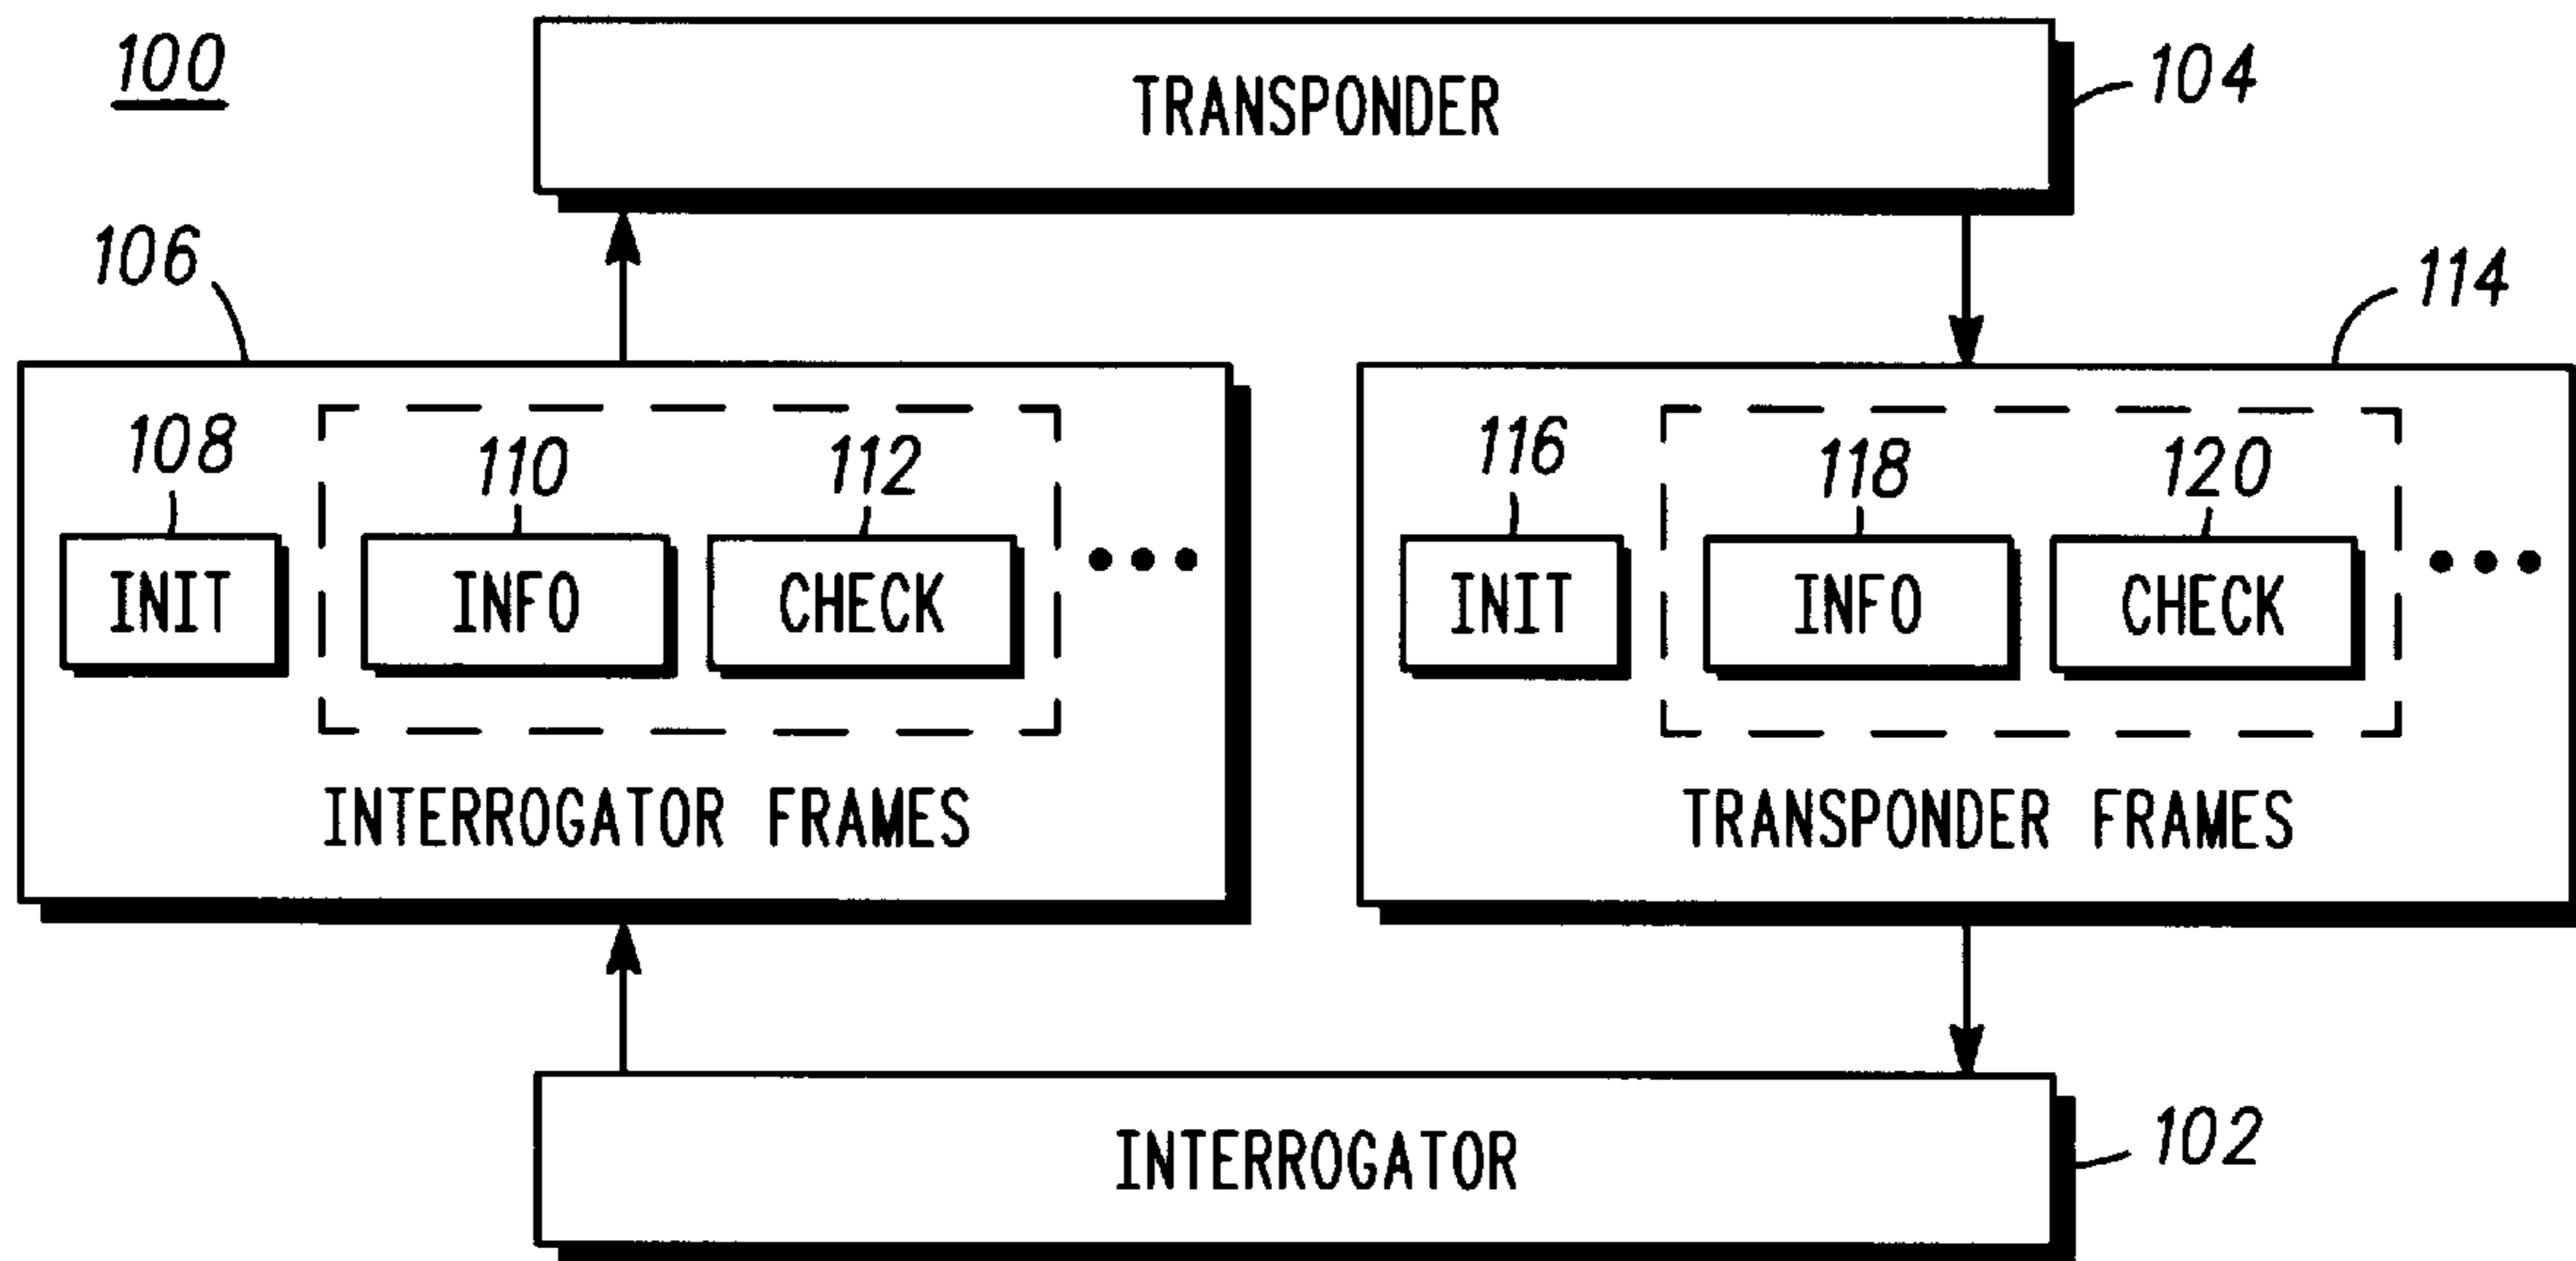 100
TRANSPONDER
104
106
114
108
110
112
116
118
120
INIT
INFO
CHECK
•••
INIT
INFO
CHECK
•••
INTERROGATOR FRAMES
TRANSPONDER FRAMES
INTERROGATOR
102